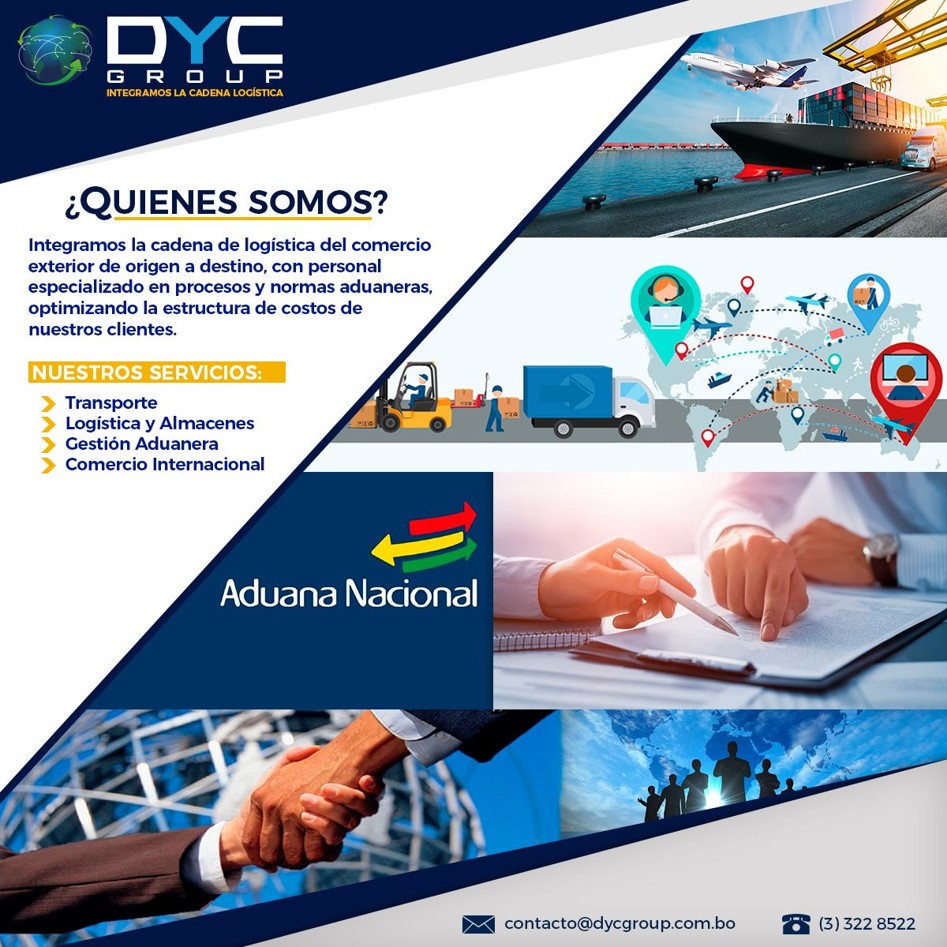 DYC
GROUP
INTEGRAMOS LA CADENA LOGÍSTICA
¿QUIENES SOMOS?
Integramos la cadena de logística del comercio
exterior de origen a destino, con personal
especializado en procesos y normas aduaneras,
optimizando la estructura de costos de
nuestros clientes.
NUESTROS SERVICIOS:
Transporte
Logística y Almacenes
Gestión Aduanera
Comercio Internacional
Aduana Nacional
contacto@dycgroup.com.bo
(3) 322 8522